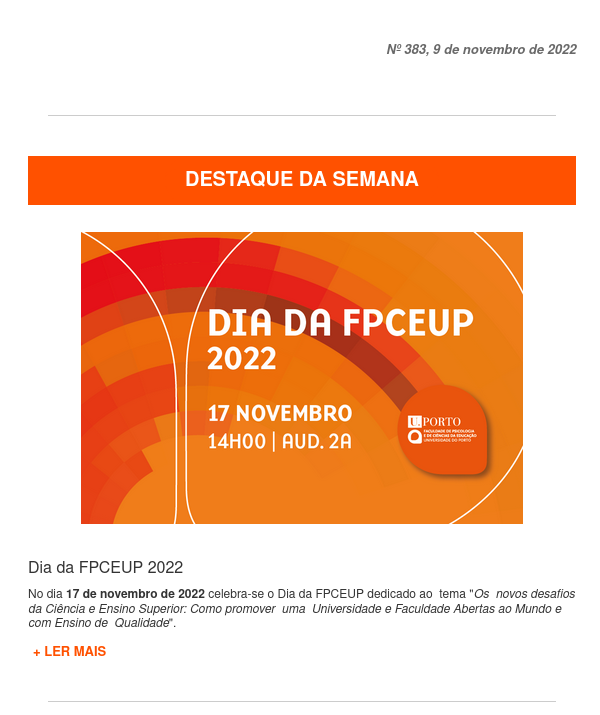 Nº 383, 9 de novembro de 2022
DESTAQUE DA SEMANA
DIA DA FPCEUP
2022
17 NOVEMBRO
14H00 | AUD. 2A
U. PORTO
FACULDADE DE PSICOLOGIA
E DE CIÊNCIAS DA EDUCAÇÃO
UNIVERSIDADE DO PORTO
Dia da FPCEUP 2022
No dia 17 de novembro de 2022 celebra-se o Dia da FPCEUP dedicado ao tema "Os novos desafios
da Ciência e Ensino Superior: Como promover uma Universidade e Faculdade Abertas ao Mundo e
com Ensino de Qualidade".
+ LER MAIS